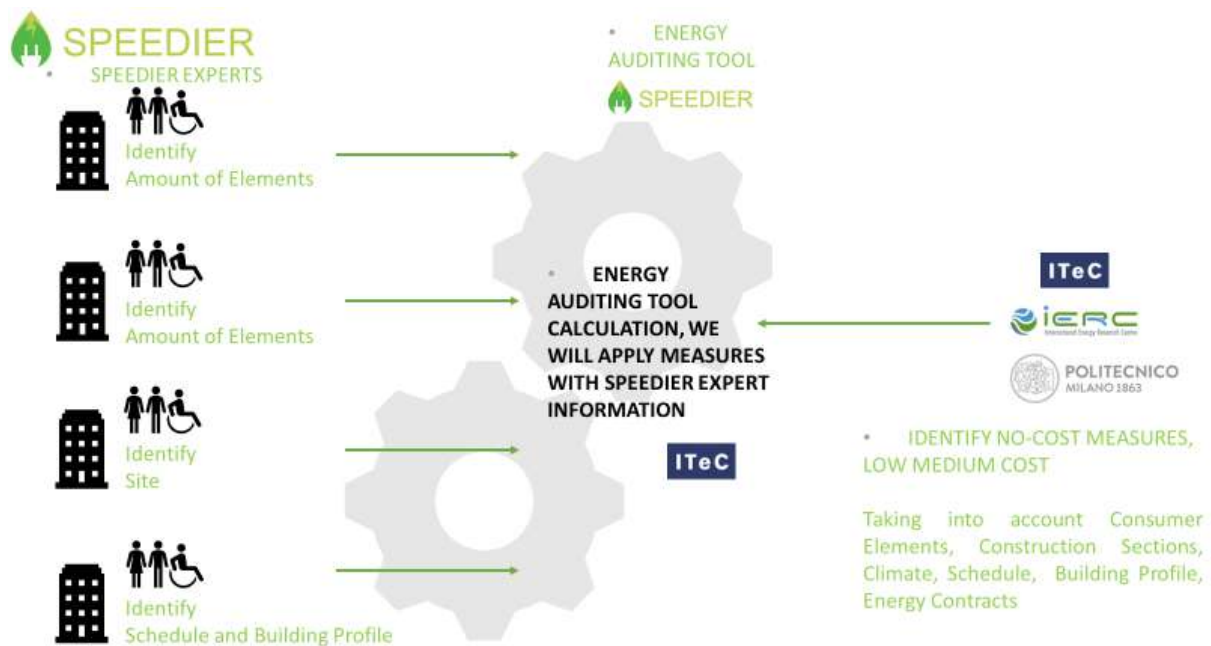 SPEEDIER
• SPEEDIER EXPERTS
Identify
Amount of Elements
Identify
Amount of Elements
Identify
Site
Identify
Schedule and Building Profile
• ENERGY
AUDITING TOOL
SPEEDIER
• ENERGY
AUDITING TOOL
CALCULATION, WE
WILL APPLY MEASURES
WITH SPEEDIER EXPERT
INFORMATION
ITeC
ITeC
iERC
International Energy Research Centre
POLITECNICO
MILANO 1863
• IDENTIFY NO-COST MEASURES,
LOW MEDIUM COST
Taking into account Consumer
Elements, Construction Sections,
Climate, Schedule, Building Profile,
Energy Contracts